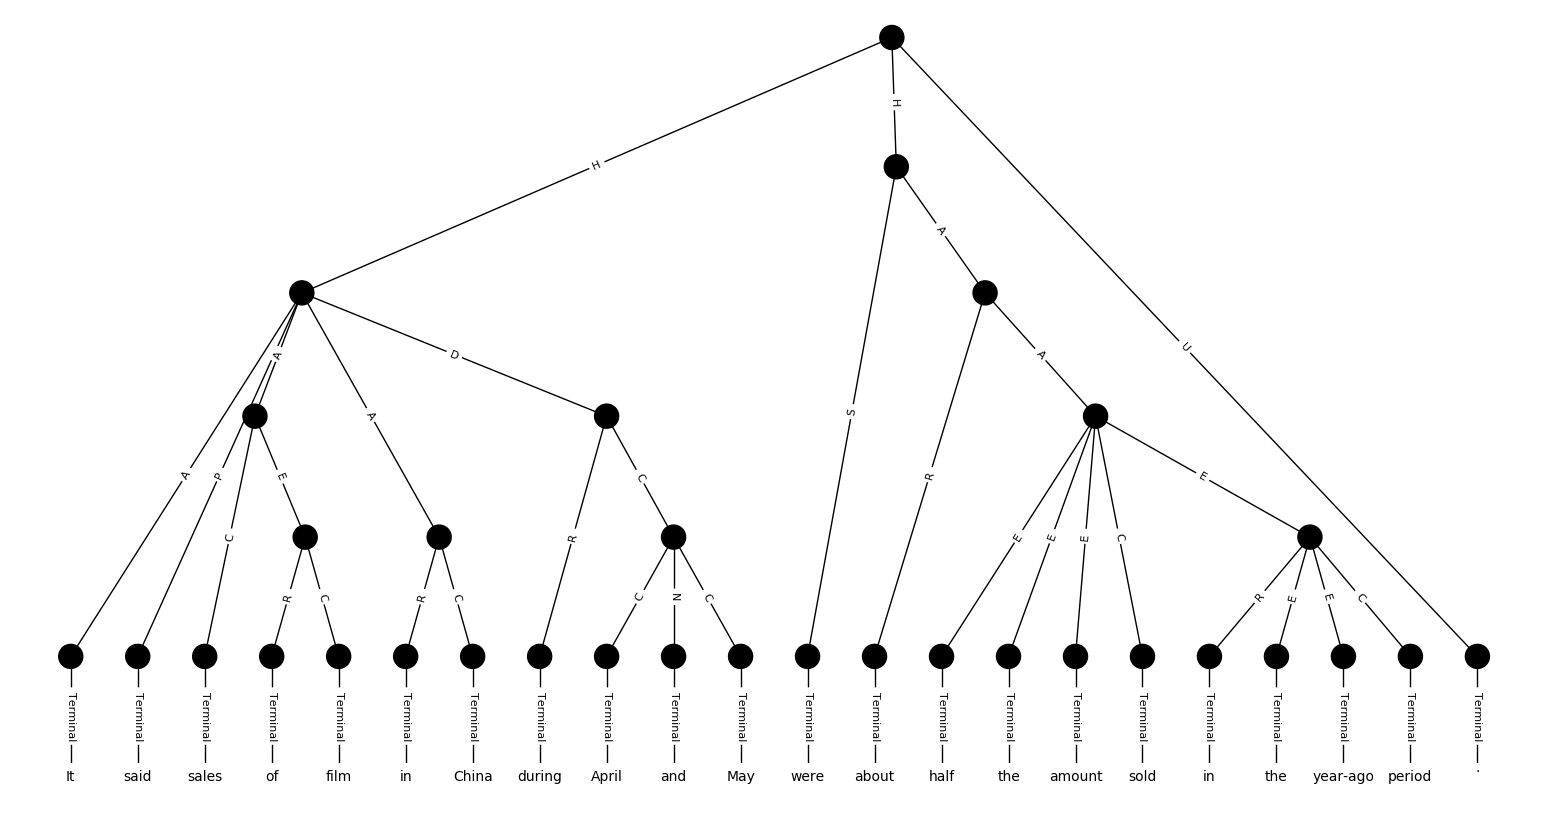 H
H
A
H
A
D
A
A
U
A
S
A
P
E
C
R
E
C
R
E
E
E
C
R
C
R
C
C
N
C
R
E
E
C
Terminal Terminal Terminal Terminal Terminal Terminal Terminal Terminal Terminal Terminal Terminal Terminal Terminal Terminal Terminal Terminal Terminal Terminal Terminal Terminal Terminal Terminal
It said sales of film in China during April and May were about half the amount sold in the year-ago period .